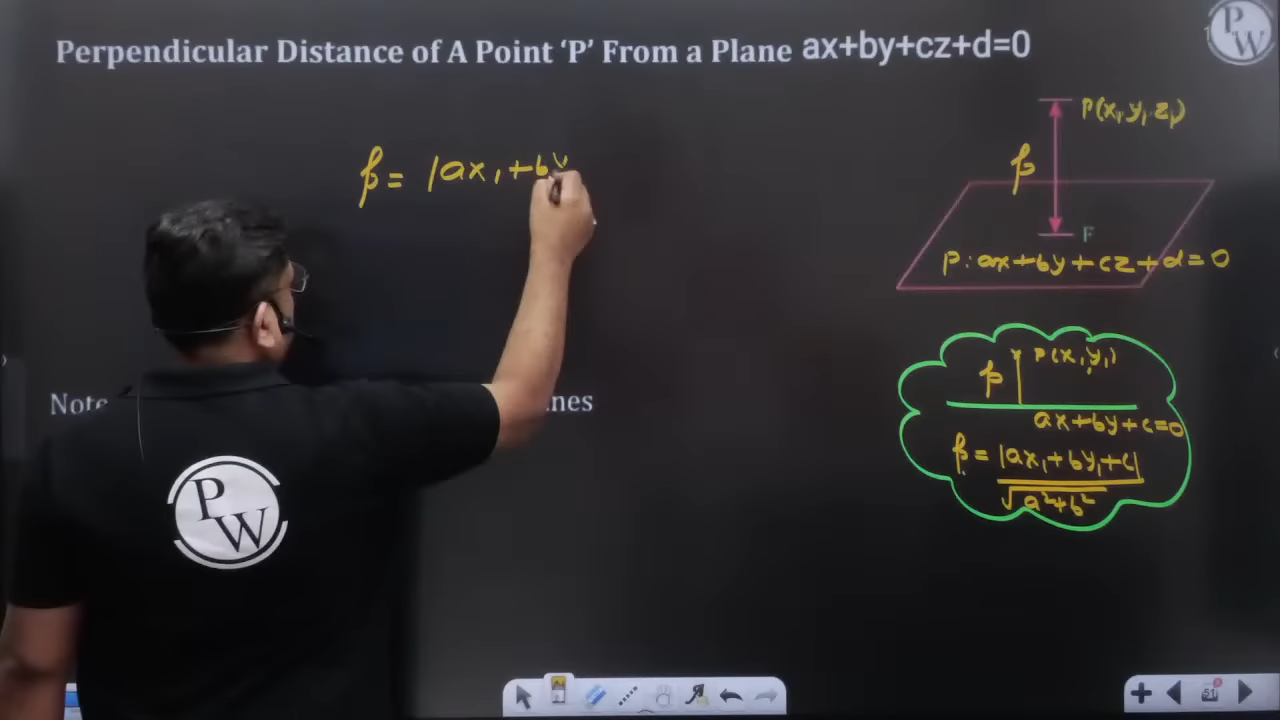 Perpendicular Distance of A Point ‘P’ From a Plane ax+by+cz+d=0
PW
P(x₁, y₁, z₁)
p
p = |ax₁ + by
F
P: ax + by + cz + d = 0
P(x₁, y₁)
p
ax + by + c = 0
p = |ax₁ + by₁ + c|
√a² + b²
Note
nes
PW
51